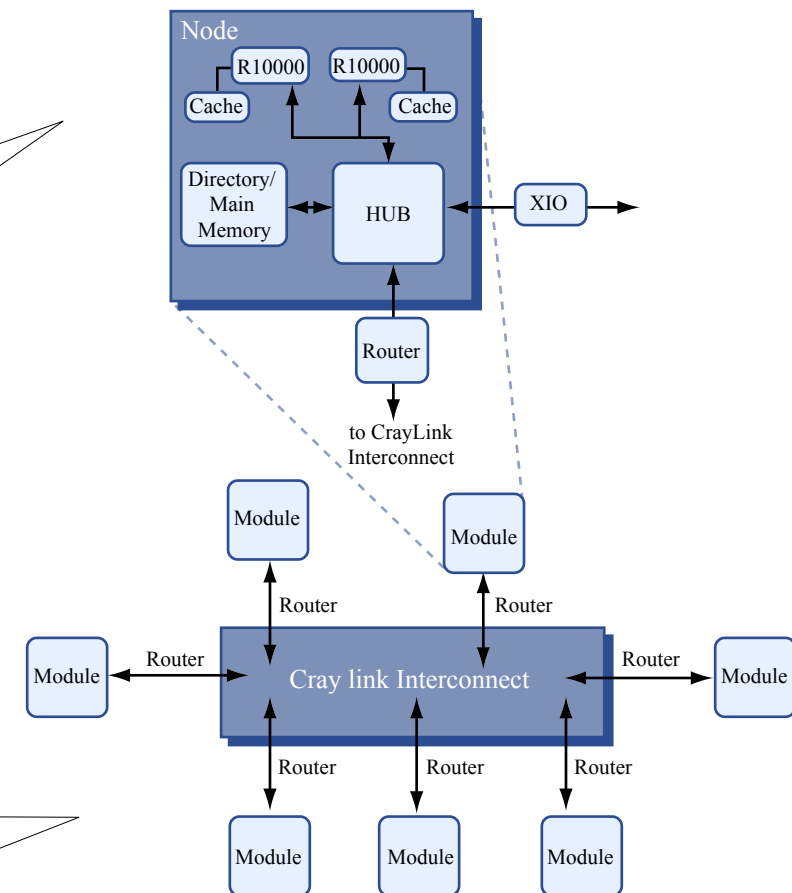 Node
R10000
R10000
Cache
Cache
Directory/
Main
Memory
HUB
XIO
Router
to CrayLink
Interconnect
Module
Module
Router
Router
Module
Router
Cray link Interconnect
Router
Module
Router
Router
Router
Module
Module
Module